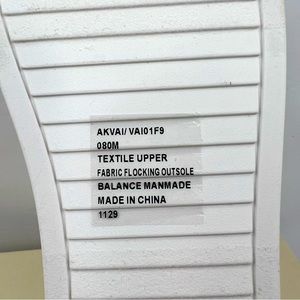 AKVAI/ VAI01F9
080M
TEXTILE UPPER
FABRIC FLOCKING OUTSOLE
BALANCE MANMADE
MADE IN CHINA
1129